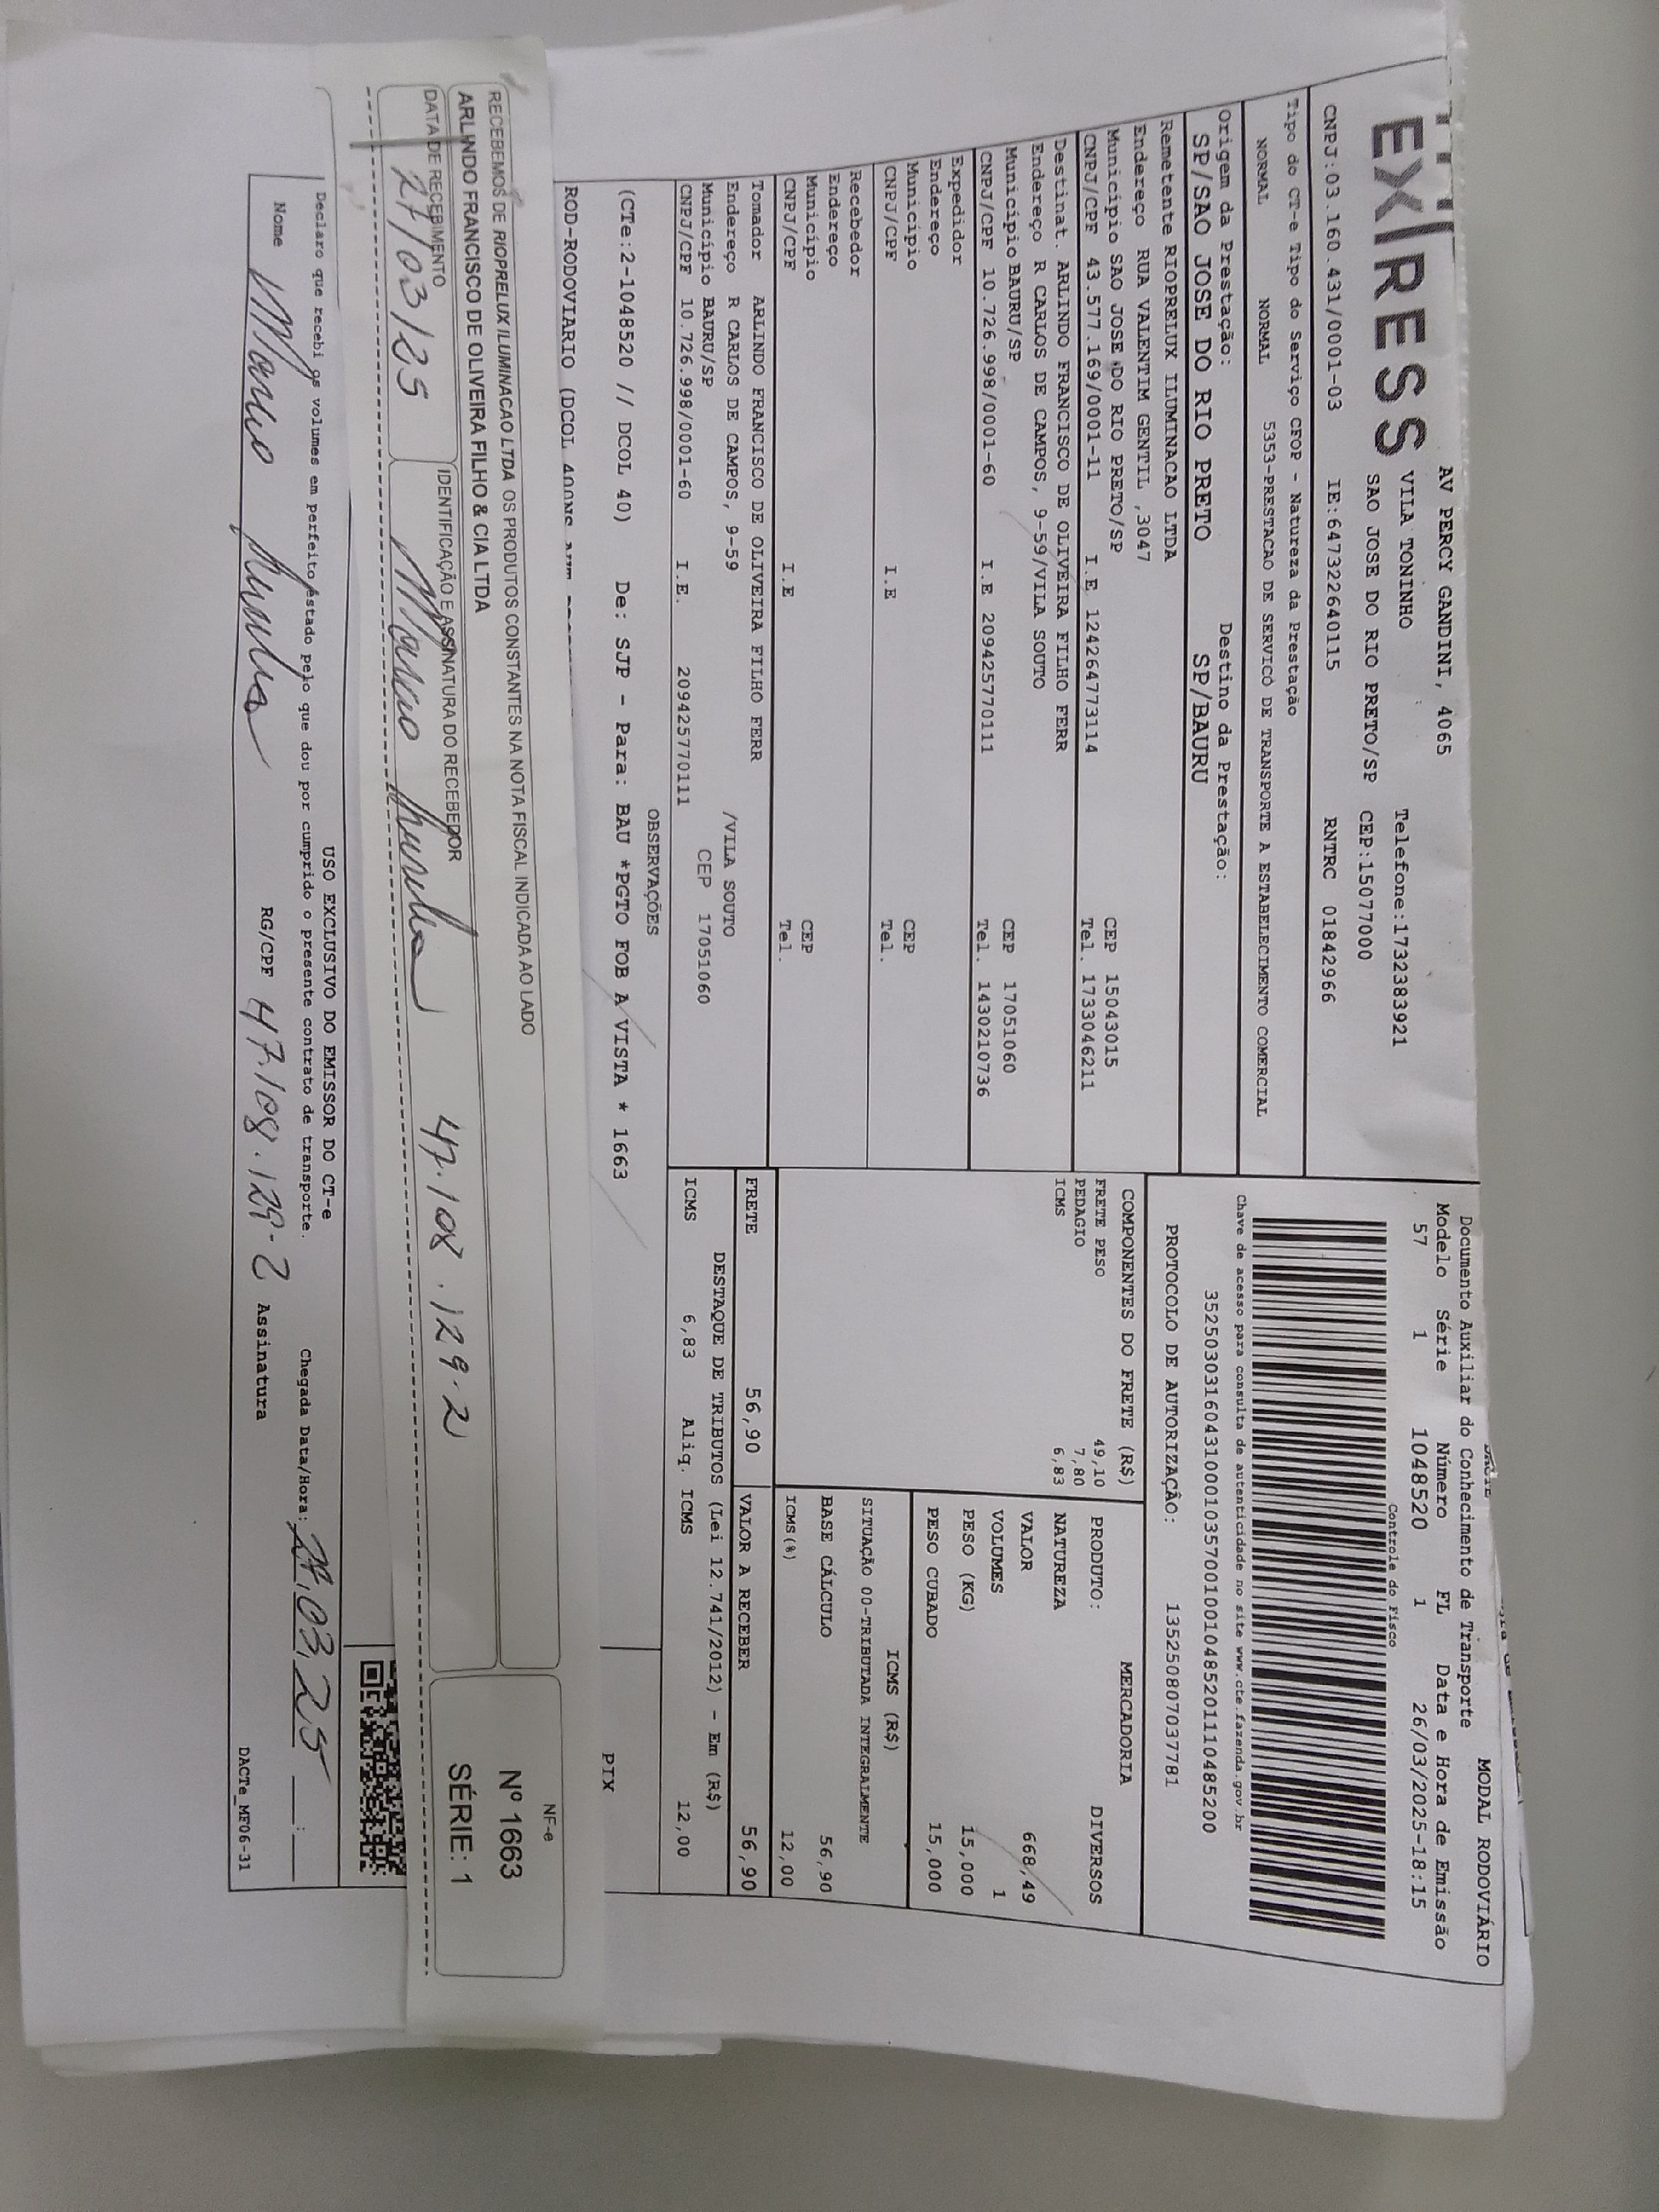 EXPRESS
AV PERCY GANDINI, 4065
VILA TONINHO Telefone:1732383921
SAO JOSE DO RIO PRETO/SP CEP:15077000
CNPJ:03.160.431/0001-03 IE:647322640115 RNTRC 01842966
Tipo do CT-e Tipo do Serviço CFOP - Natureza da Prestação
NORMAL NORMAL 5353-PRESTACAO DE SERVICO DE TRANSPORTE A ESTABELECIMENTO COMERCIAL
Origem da Prestação: Destino da Prestação:
SP/SAO JOSE DO RIO PRETO SP/BAURU
Remetente RIOPRELUX ILUMINACAO LTDA
Endereço RUA VALENTIM GENTIL ,3047
Município SAO JOSE DO RIO PRETO/SP CEP 15043015
CNPJ/CPF 43.577.169/0001-11 I.E 124264773114 Tel. 1733046211
Destinat. ARLINDO FRANCISCO DE OLIVEIRA FILHO FERR
Endereço R CARLOS DE CAMPOS, 9-59/VILA SOUTO
Município BAURU/SP CEP 17051060
CNPJ/CPF 10.726.998/0001-60 I.E 209425770111 Tel. 1430210736
Expedidor
Endereço
Município CEP
CNPJ/CPF I.E Tel.
Recebedor
Endereço
Município CEP
CNPJ/CPF I.E Tel.
Tomador ARLINDO FRANCISCO DE OLIVEIRA FILHO FERR
Endereço R CARLOS DE CAMPOS, 9-59 /VILA SOUTO
Município BAURU/SP CEP 17051060
CNPJ/CPF 10.726.998/0001-60 I.E. 209425770111
Documento Auxiliar do Conhecimento de Transporte
MODAL RODOVIÁRIO
Modelo Série Número FL Data e Hora de Emissão
57 1 1048520 1 26/03/2025-18:15
Controle do Fisco
Chave de acesso para consulta de autenticidade no site www.cte.fazenda.gov.br
35250303160431000103570010010485201110485200
PROTOCOLO DE AUTORIZAÇÃO: 135250807037781
COMPONENTES DO FRETE (R$)
FRETE PESO 49,10
PEDAGIO 7,80
ICMS 6,83
MERCADORIA
PRODUTO: DIVERSOS
NATUREZA
VALOR 668,49
VOLUMES 1
PESO (KG) 15,000
PESO CUBADO 15,000
ICMS (R$)
SITUAÇÃO 00-TRIBUTADA INTEGRALMENTE
BASE CÁLCULO 56,90
ICMS(%) 12,00
FRETE 56,90 VALOR A RECEBER 56,90
DESTAQUE DE TRIBUTOS (Lei 12.741/2012) - Em (R$)
ICMS 6,83 Aliq. ICMS 12,00
OBSERVAÇÕES
(CTe:2-1048520 // DCOL 40) De: SJP - Para: BAU *PGTO FOB A VISTA * 1663
PIX
ROD-RODOVIARIO (DCOL
RECEBEMOS DE RIOPRELUX ILUMINACAO LTDA OS PRODUTOS CONSTANTES NA NOTA FISCAL INDICADA AO LADO
ARLINDO FRANCISCO DE OLIVEIRA FILHO & CIA LTDA
DATA DE RECEBIMENTO IDENTIFICAÇÃO E ASSINATURA DO RECEBEDOR
27/03/25 47.108.129-2
NF-e
Nº 1663
SÉRIE: 1
USO EXCLUSIVO DO EMISSOR DO CT-e
Declaro que recebi os volumes em perfeito estado pelo que dou por cumprido o presente contrato de transporte.
Chegada Data/Hora: 27,03,25 __:__
Nome RG/CPF 47.108.129-2 Assinatura
DACTe_MF06-31